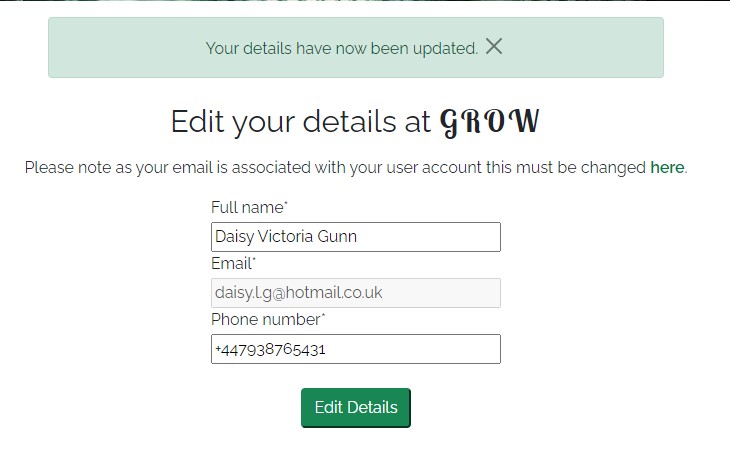 Your details have now been updated.
Edit your details at GROW
Please note as your email is associated with your user account this must be changed here.
Full name*
Daisy Victoria Gunn
Email*
daisy.l.g@hotmail.co.uk
Phone number*
+447938765431
Edit Details